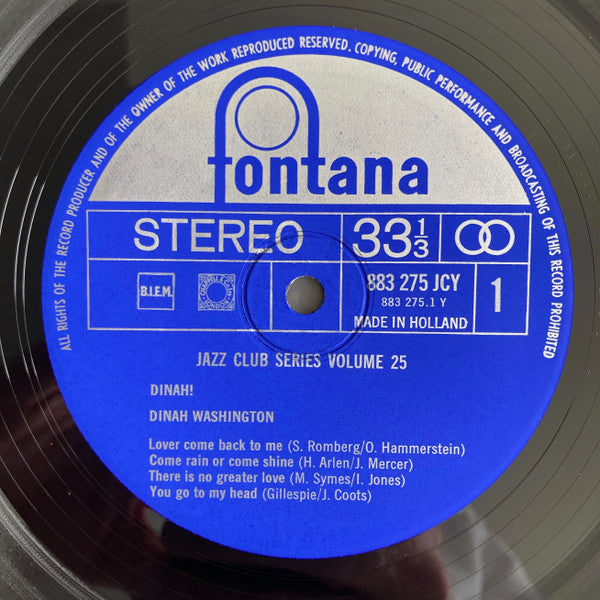 ALL RIGHTS OF THE RECORD PRODUCER AND OF THE OWNER OF THE WORK REPRODUCED RESERVED. COPYING, PUBLIC PERFORMANCE AND BROADCASTING OF THIS RECORD PROHIBITED
fontana
STEREO 33⅓
B.I.E.M. 883 275 JCY 1
883 275.1 Y
MADE IN HOLLAND
JAZZ CLUB SERIES VOLUME 25
DINAH!
DINAH WASHINGTON
Lover come back to me (S. Romberg/O. Hammerstein)
Come rain or come shine (H. Arlen/J. Mercer)
There is no greater love (M. Symes/I. Jones)
You go to my head (Gillespie/J. Coots)